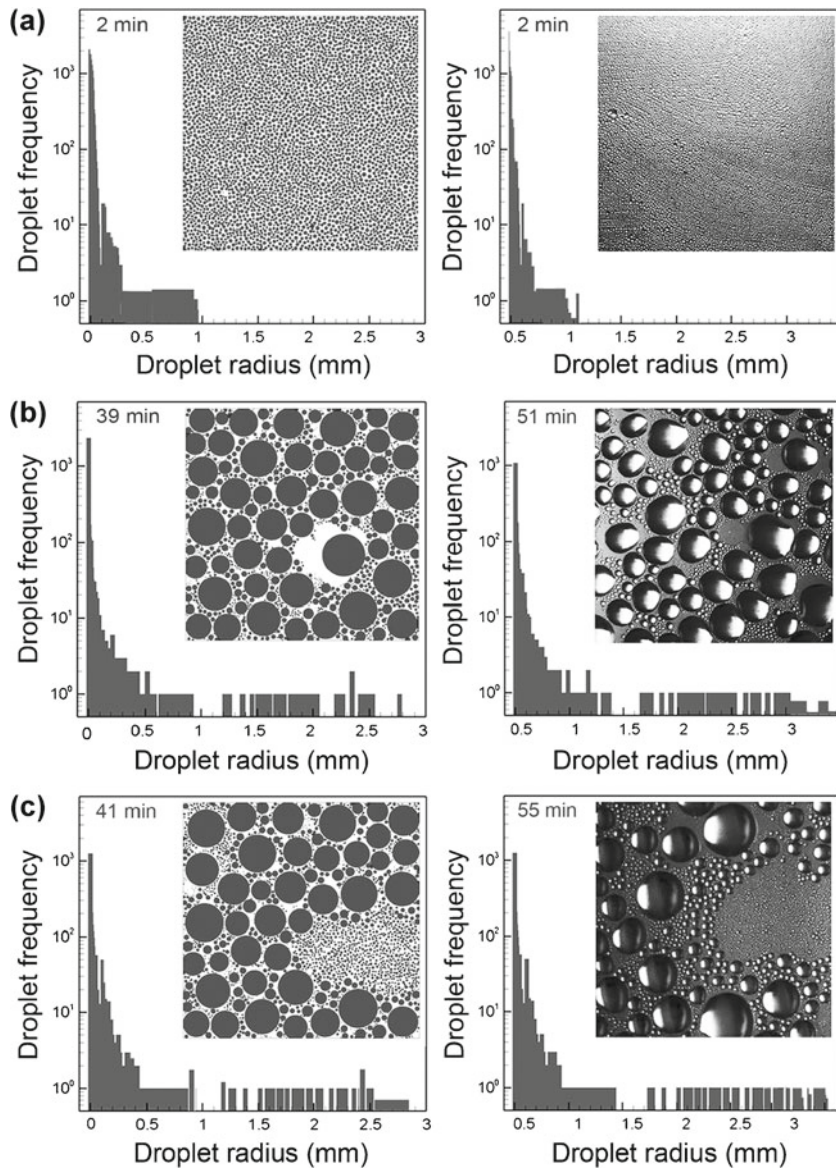 (a)
2 min
Droplet frequency
10³
10²
10¹
10⁰
0 0.5 1 1.5 2 2.5 3
Droplet radius (mm)
2 min
Droplet frequency
10³
10²
10¹
10⁰
0.5 0.5 1 1.5 2 2.5 3
Droplet radius (mm)
(b)
39 min
Droplet frequency
10³
10²
10¹
10⁰
0 0.5 1 1.5 2 2.5 3
Droplet radius (mm)
51 min
Droplet frequency
10³
10²
10¹
10⁰
0.5 0.5 1 1.5 2 2.5 3
Droplet radius (mm)
(c)
41 min
Droplet frequency
10³
10²
10¹
10⁰
0 0.5 1 1.5 2 2.5 3
Droplet radius (mm)
55 min
Droplet frequency
10³
10²
10¹
10⁰
0.5 0.5 1 1.5 2 2.5 3
Droplet radius (mm)